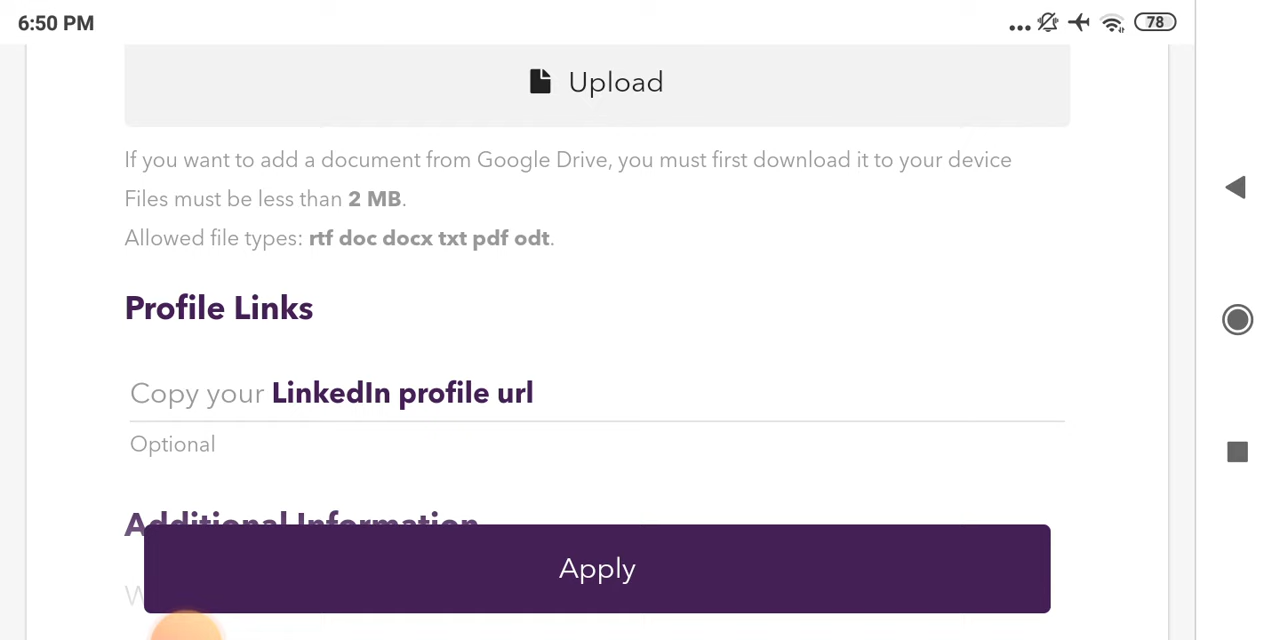 6:50 PM
78
Upload
If you want to add a document from Google Drive, you must first download it to your device
Files must be less than 2 MB.
Allowed file types: rtf doc docx txt pdf odt.
Profile Links
Copy your LinkedIn profile url
Optional
Additional Information
Apply